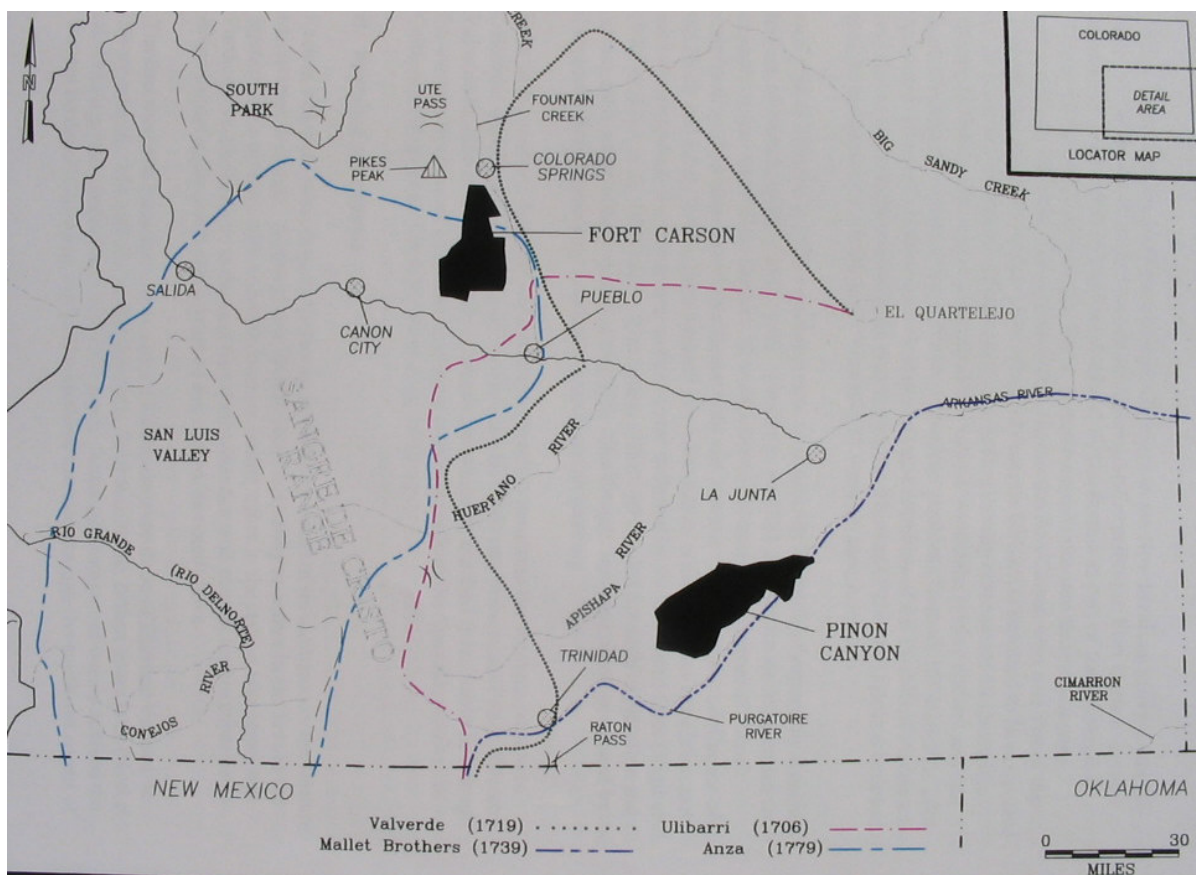 N
CREEK
COLORADO
DETAIL
AREA
LOCATOR MAP
SOUTH
PARK
UTE
PASS
FOUNTAIN
CREEK
BIG SANDY CREEK
PIKES
PEAK
COLORADO
SPRINGS
FORT CARSON
SALIDA
CANON
CITY
PUEBLO
EL QUARTELEJO
SAN LUIS
VALLEY
SANGRE DE CRISTO
RANGE
ARKANSAS RIVER
HUERFANO RIVER
LA JUNTA
RIO GRANDE
(RIO DELNORTE)
APISHAPA RIVER
PINON
CANYON
TRINIDAD
CONEJOS RIVER
RATON
PASS
PURGATOIRE
RIVER
CIMARRON
RIVER
NEW MEXICO
OKLAHOMA
Valverde (1719)
Ulibarri (1706)
Mallet Brothers (1739)
Anza (1779)
0 30
MILES